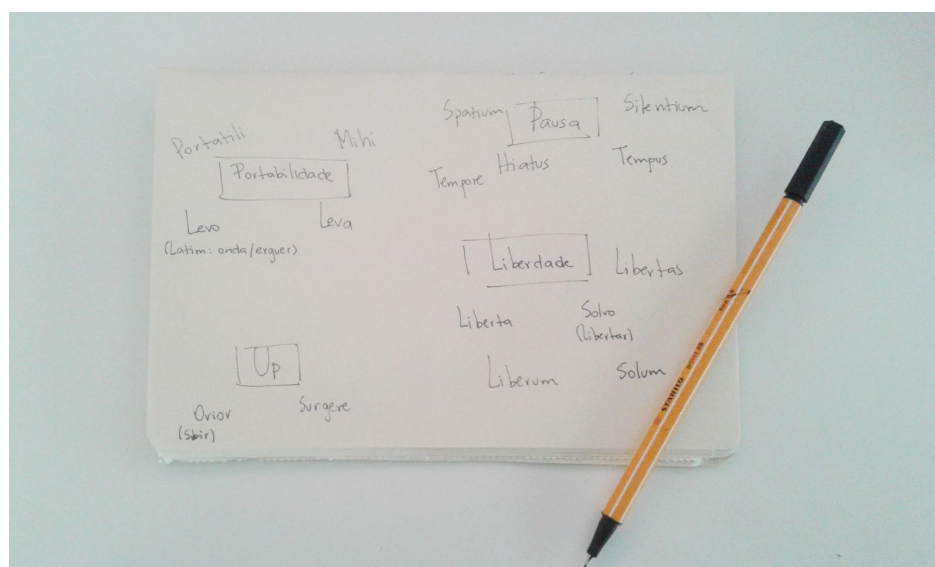 Portatili
Mihi
Portabilidade
Levo
Leva
(Latim: onda/erguer)
Up
Orior
Surgere
(Subir)
Spatium
Pausa
Silentium
Tempore
Hiatus
Tempus
Liberdade
Libertas
Liberta
Solvo
(Libertar)
Liberum
Solum
STABILO